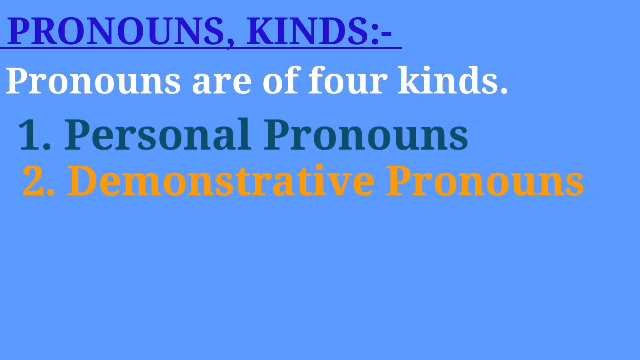 PRONOUNS, KINDS:-
Pronouns are of four kinds.
1. Personal Pronouns
2. Demonstrative Pronouns